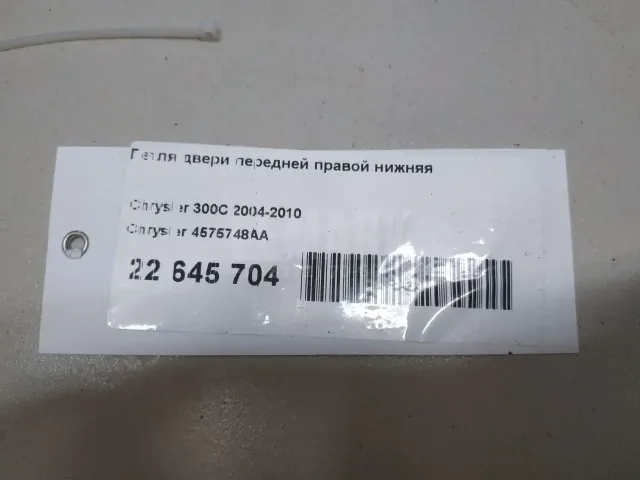 Петля двери передней правой нижняя
Chrysler 300C 2004-2010
Chrysler 4575748AA
22 645 704